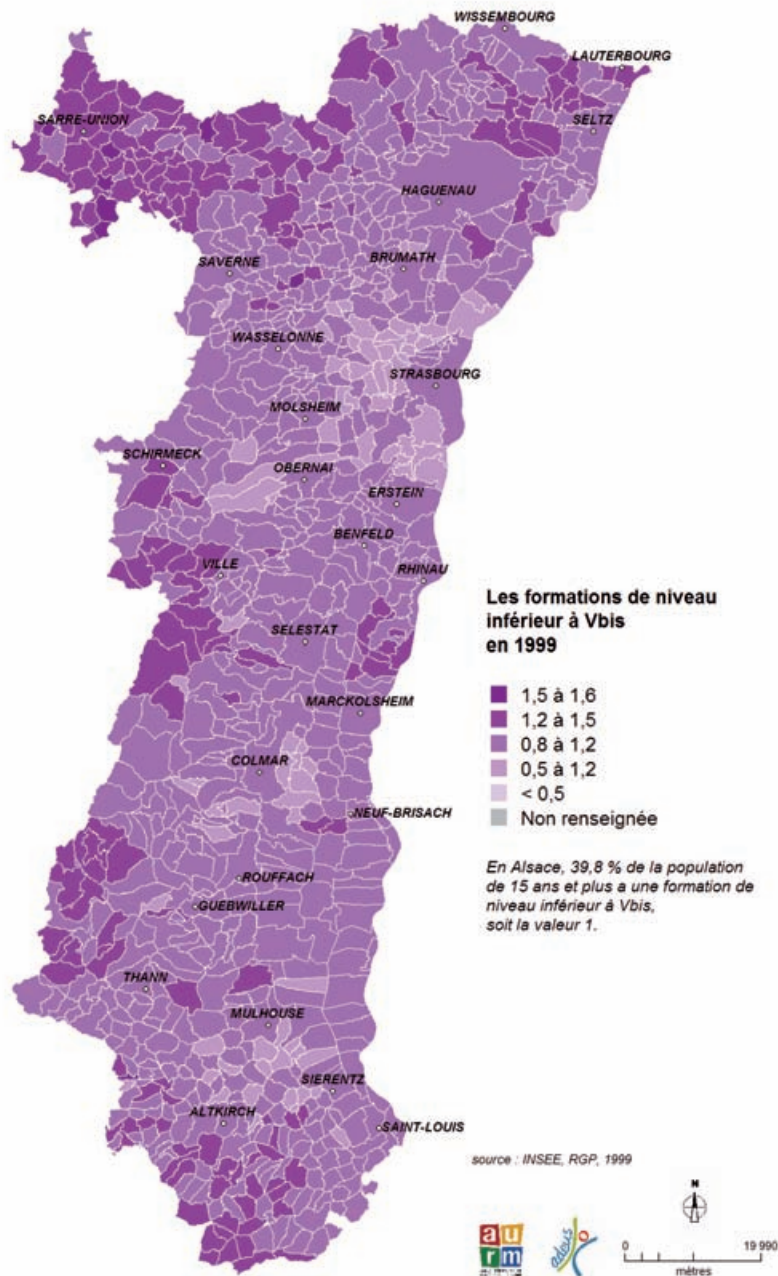 WISSEMBOURG
LAUTERBOURG
SARRE-UNION
SELTZ
HAGUENAU
SAVERNE
BRUMATH
WASSELONNE
STRASBOURG
MOLSHEIM
SCHIRMECK
OBERNAI
ERSTEIN
BENFELD
VILLE
RHINAU
Les formations de niveau
inférieur à Vbis
en 1999
SELESTAT
1,5 à 1,6
MARCKOLSHEIM
1,2 à 1,5
0,8 à 1,2
COLMAR
0,5 à 1,2
< 0,5
NEUF-BRISACH
Non renseignée
En Alsace, 39,8 % de la population
de 15 ans et plus a une formation de
niveau inférieur à Vbis,
soit la valeur 1.
ROUFFACH
GUEBWILLER
THANN
MULHOUSE
SIERENTZ
ALTKIRCH
SAINT-LOUIS
source : INSEE, RGP, 1999
N
au
rm
adeus
0 19 990
mètres